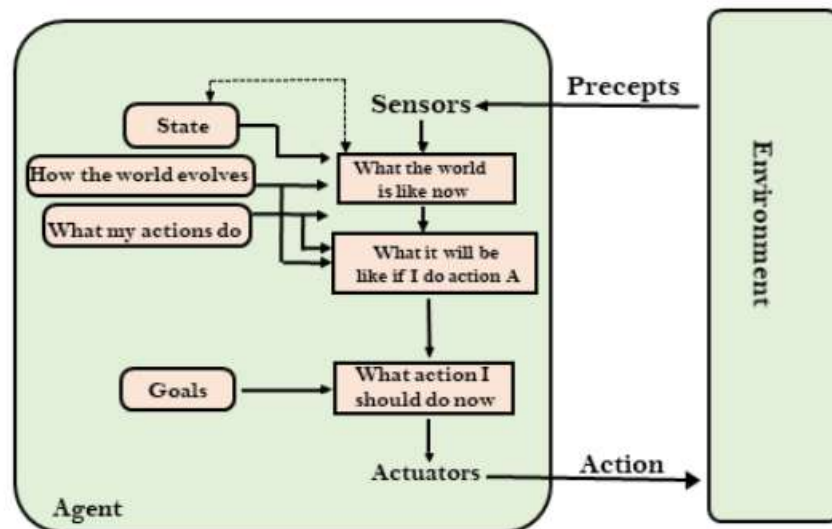 Precepts
Sensors
State
What the world
is like now
How the world evolves
What my actions do
What it will be
like if I do action A
Environment
Goals
What action I
should do now
Actuators
Action
Agent